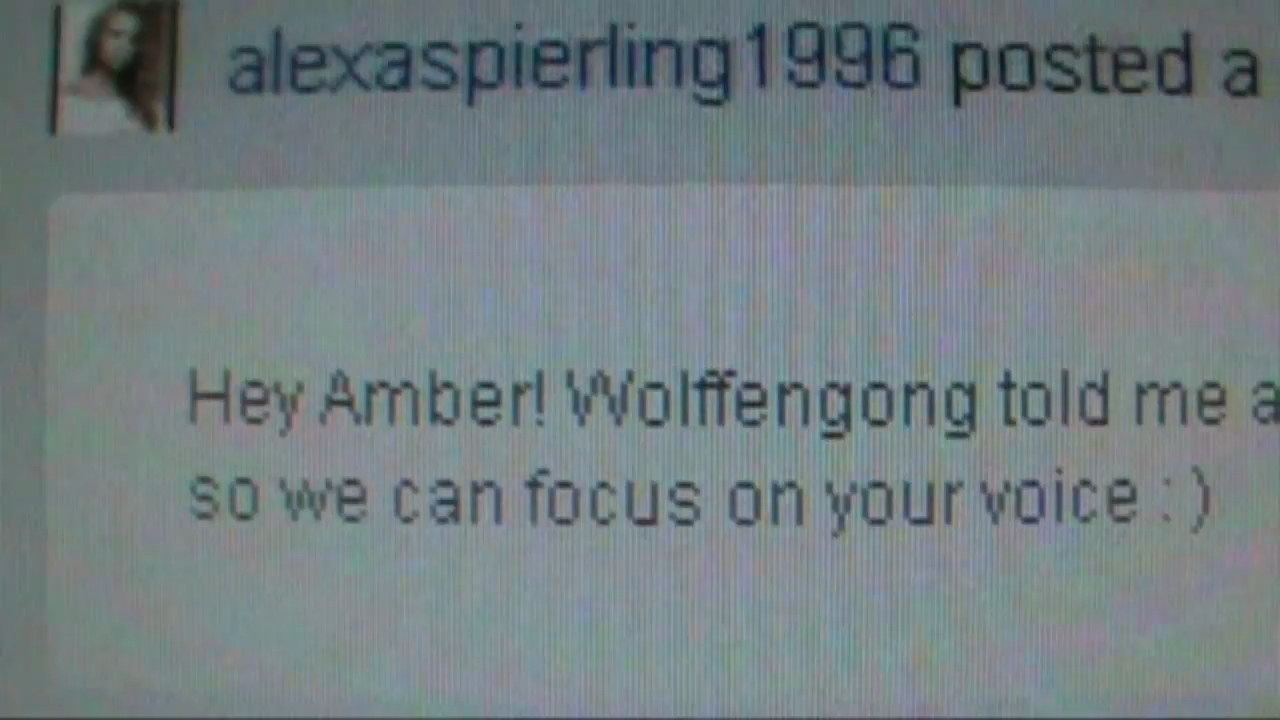 alexaspierling1996 posted a
Hey Amber! Wolffengong told me a
so we can focus on your voice :)